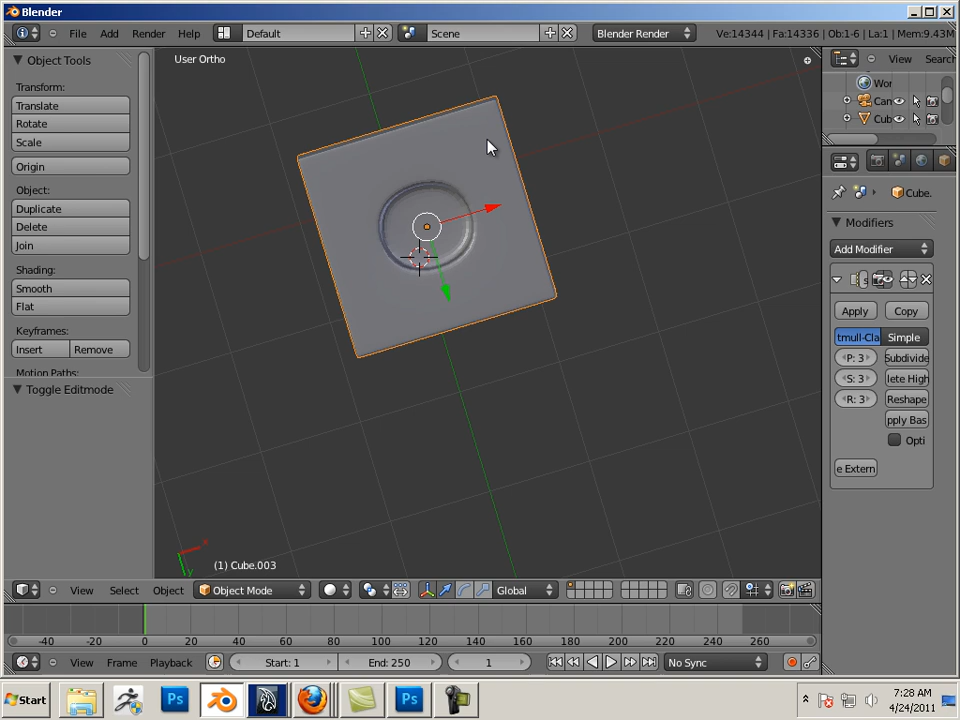 Blender
File Add Render Help Default Scene Blender Render Ve:14344 | Fa:14336 | Ob:1-6 | La:1 | Mem:9.43M
Object Tools
Transform:
Translate
Rotate
Scale
Origin
Object:
Duplicate
Delete
Join
Shading:
Smooth
Flat
Keyframes:
Insert Remove
Motion Paths:
Toggle Editmode
User Ortho
x
y
(1) Cube.003
View Search
Wor
Can
Cub
Cube.
Modifiers
Add Modifier
Apply Copy
tmull-Cla Simple
P: 3 Subdivide
S: 3 lete High
R: 3 Reshape
pply Bas
Opti
e Extern
View Select Object Object Mode Global
-40 -20 0 20 40 60 80 100 120 140 160 180 200 220 240 260
View Frame Playback Start: 1 End: 250 1 No Sync
Start Ps Ps 7:28 AM
4/24/2011